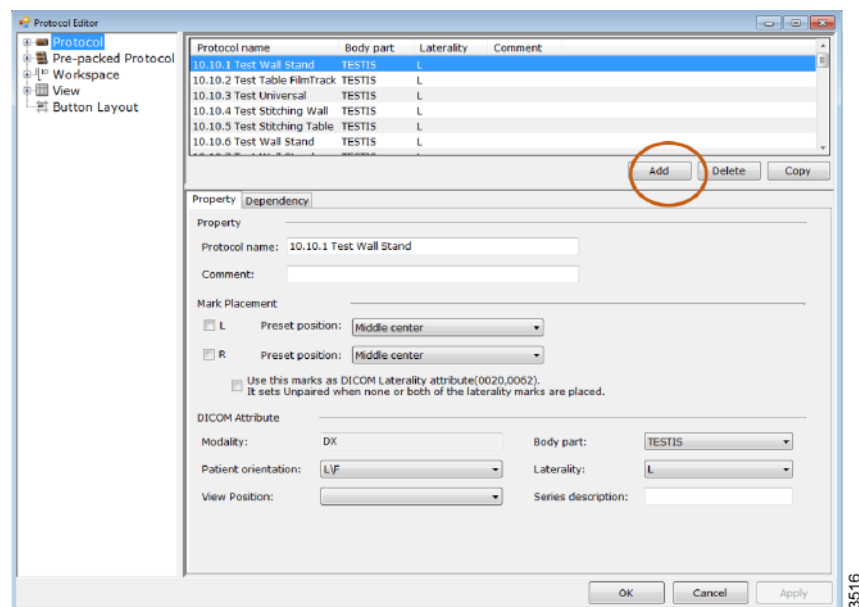 Protocol Editor
Protocol
Pre-packed Protocol
Workspace
View
Button Layout
Protocol name Body part Laterality Comment
10.10.1 Test Wall Stand TESTIS L
10.10.2 Test Table FilmTrack TESTIS L
10.10.3 Test Universal TESTIS L
10.10.4 Test Stitching Wall TESTIS L
10.10.5 Test Stitching Table TESTIS L
10.10.6 Test Wall Stand TESTIS L
Add Delete Copy
Property Dependency
Property
Protocol name: 10.10.1 Test Wall Stand
Comment:
Mark Placement
L Preset position: Middle center
R Preset position: Middle center
Use this marks as DICOM Laterality attribute(0020,0062).
It sets Unpaired when none or both of the laterality marks are placed.
DICOM Attribute
Modality: DX Body part: TESTIS
Patient orientation: L\F Laterality: L
View Position: Series description:
OK Cancel Apply